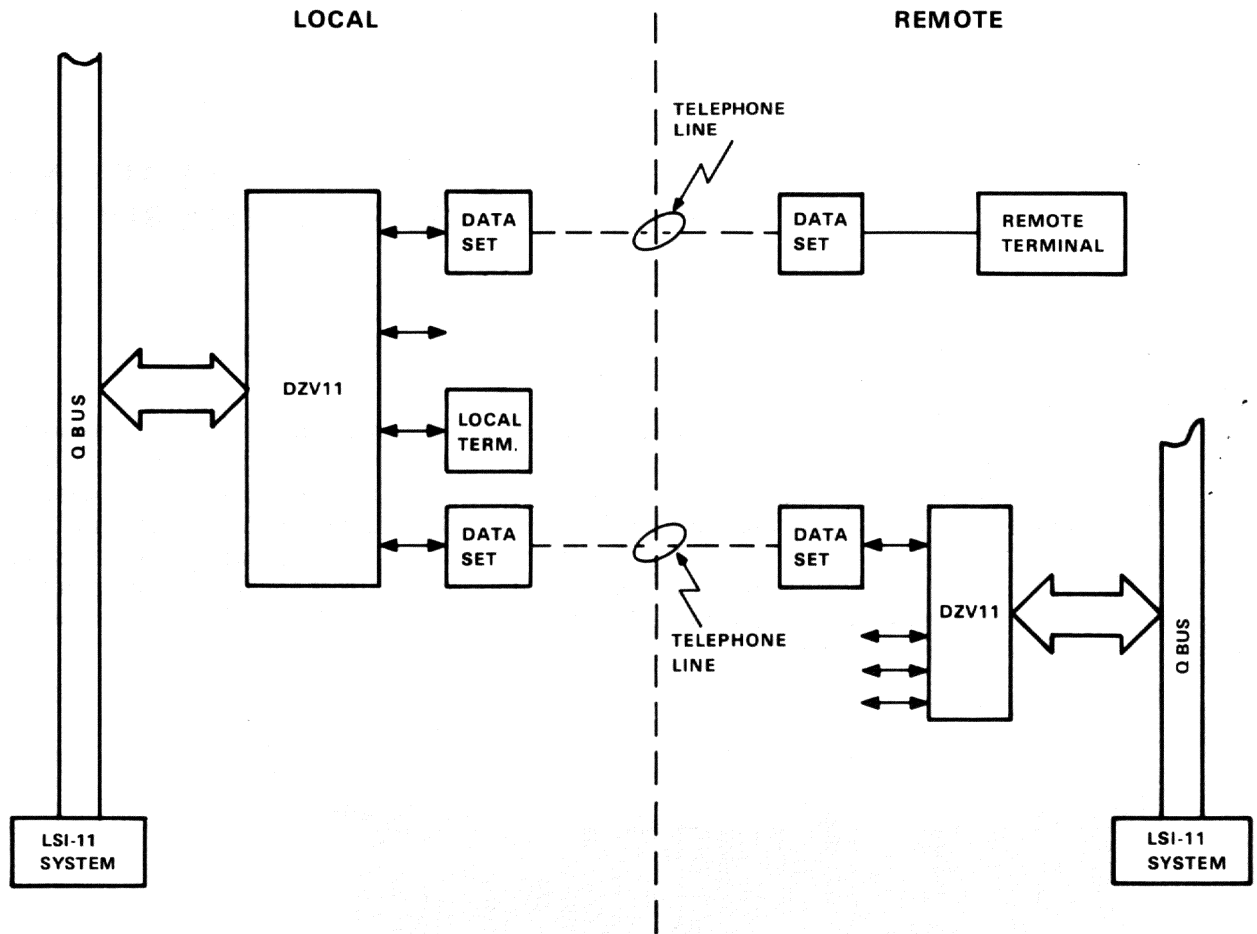 LOCAL
REMOTE
TELEPHONE
LINE
DATA
SET
DATA
SET
REMOTE
TERMINAL
Q BUS
DZV11
LOCAL
TERM.
DATA
SET
DATA
SET
DZV11
Q BUS
TELEPHONE
LINE
LSI-11
SYSTEM
LSI-11
SYSTEM